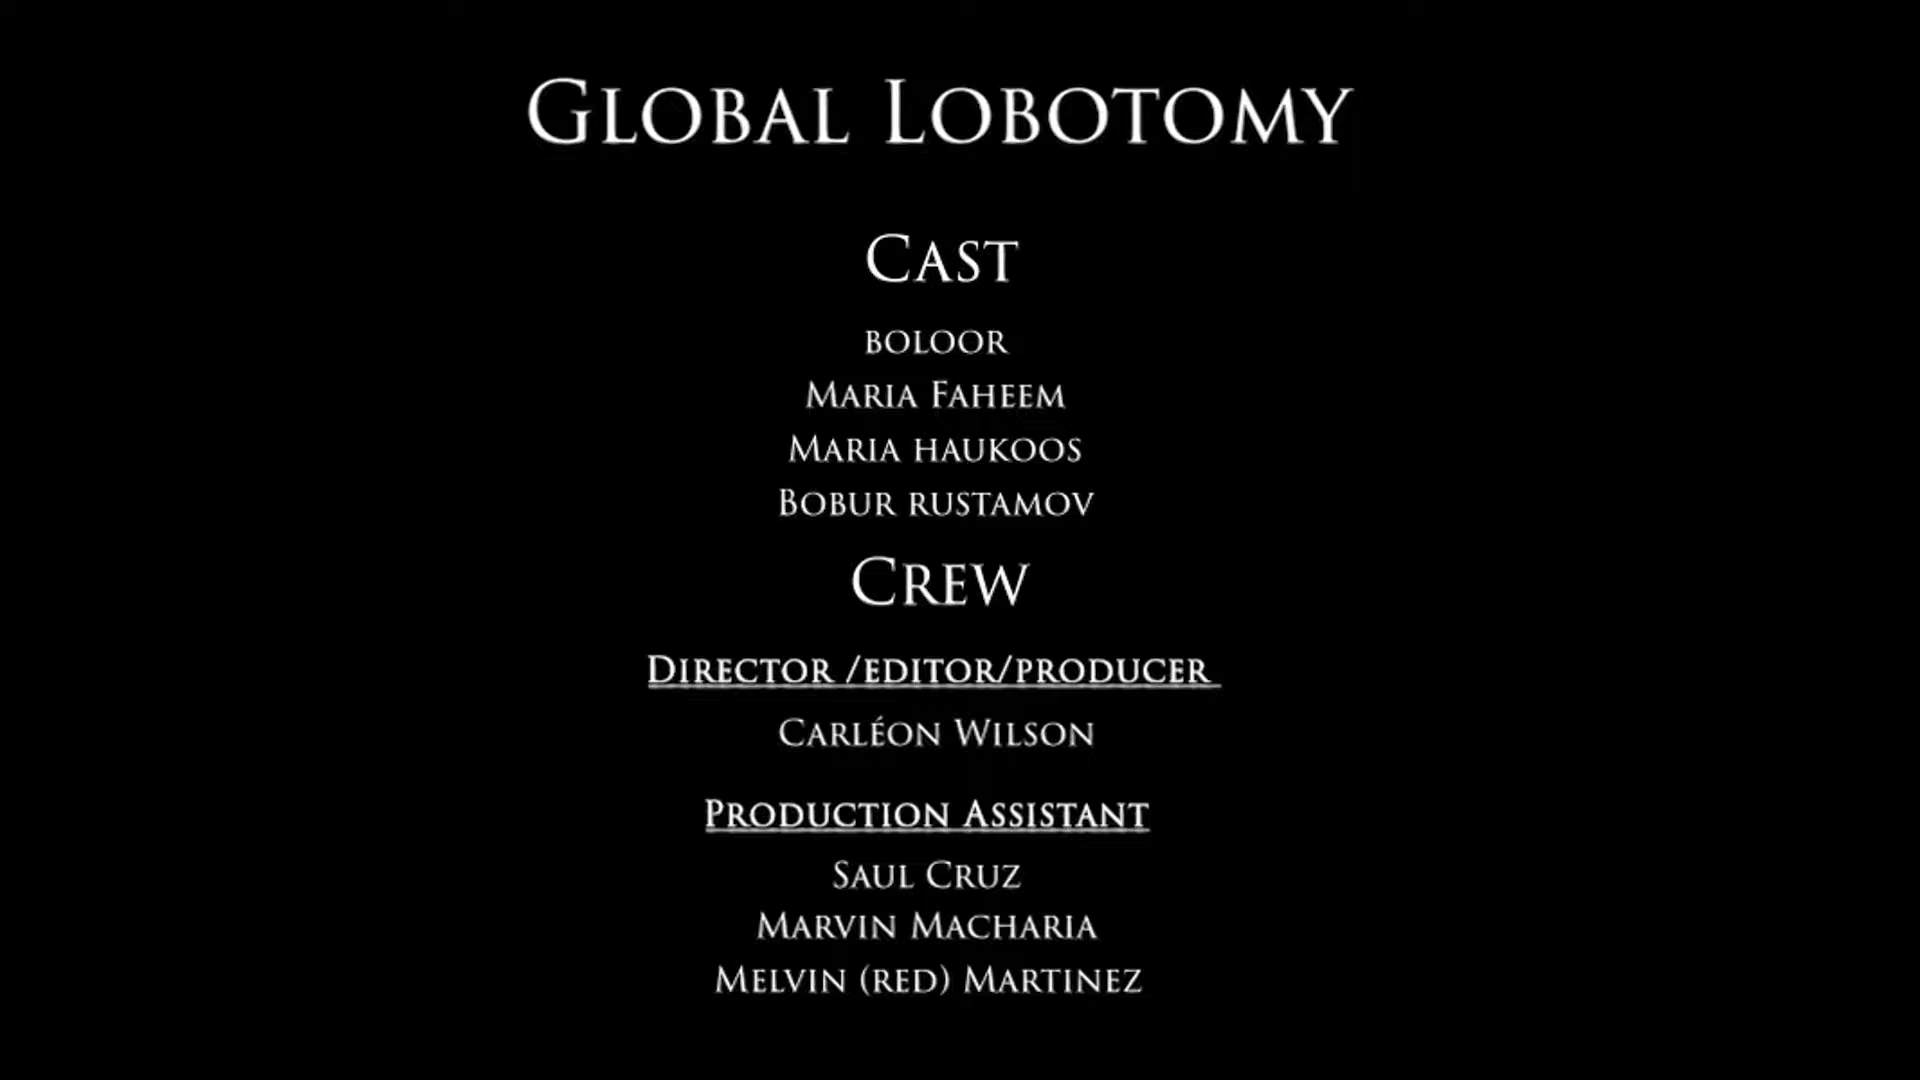 Global Lobotomy
Cast
boloor
Maria Faheem
Maria haukoos
Bobur rustamov
Crew
Director /editor/producer
Carléon Wilson
Production Assistant
Saul Cruz
Marvin Macharia
Melvin (red) Martinez